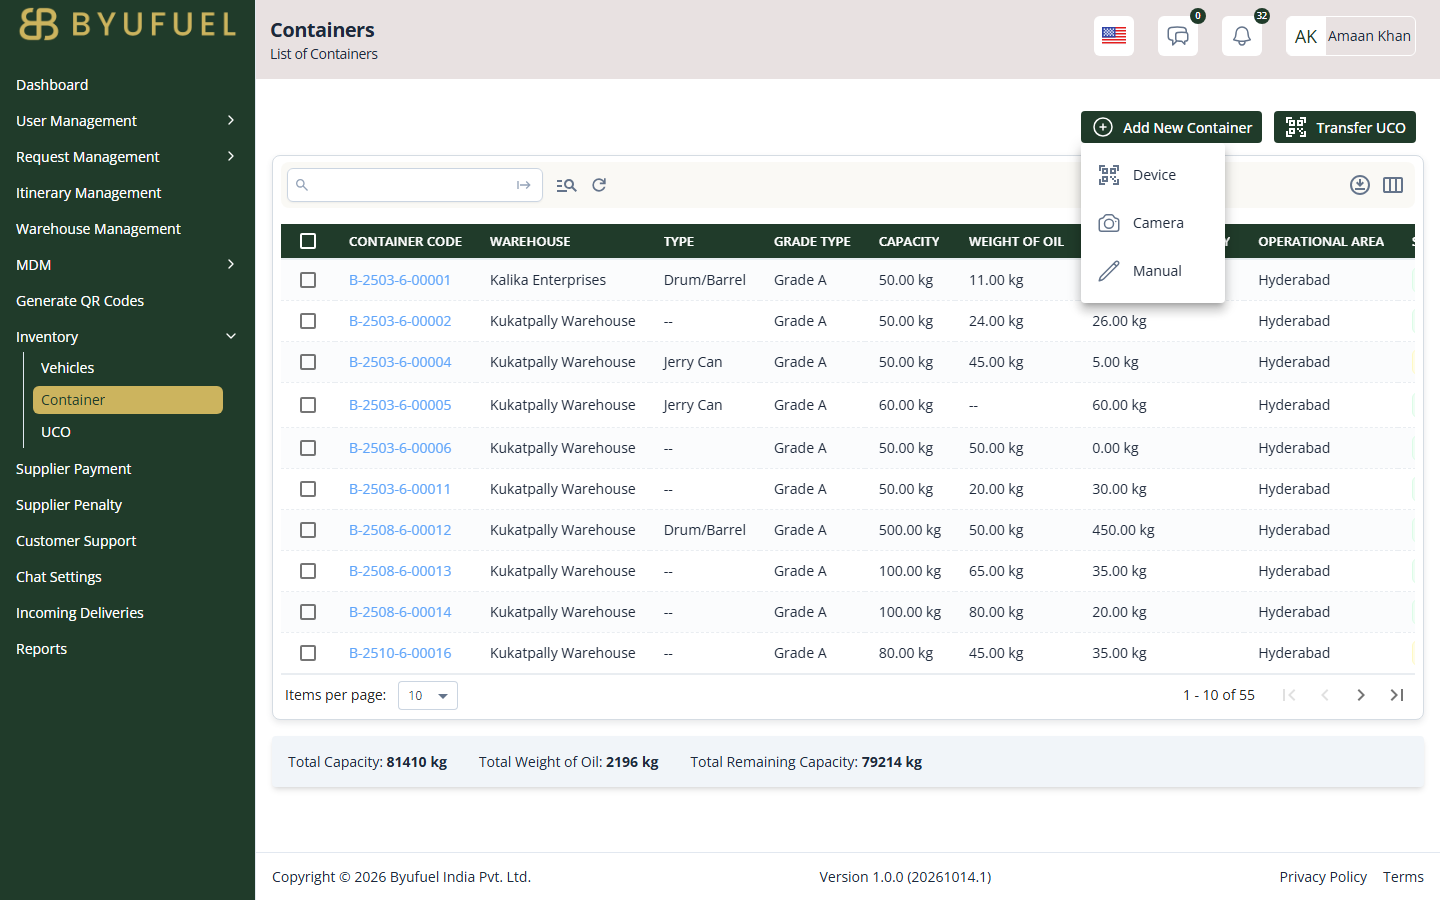 BYUFUEL
Dashboard
User Management
Request Management
Itinerary Management
Warehouse Management
MDM
Generate QR Codes
Inventory
Vehicles
Container
UCO
Supplier Payment
Supplier Penalty
Customer Support
Chat Settings
Incoming Deliveries
Reports
Containers
List of Containers
0
32
AK Amaan Khan
Add New Container Transfer UCO
Device
Camera
Manual
CONTAINER CODE WAREHOUSE TYPE GRADE TYPE CAPACITY WEIGHT OF OIL Y OPERATIONAL AREA
B-2503-6-00001 Kalika Enterprises Drum/Barrel Grade A 50.00 kg 11.00 kg Hyderabad
B-2503-6-00002 Kukatpally Warehouse -- Grade A 50.00 kg 24.00 kg 26.00 kg Hyderabad
B-2503-6-00004 Kukatpally Warehouse Jerry Can Grade A 50.00 kg 45.00 kg 5.00 kg Hyderabad
B-2503-6-00005 Kukatpally Warehouse Jerry Can Grade A 60.00 kg -- 60.00 kg Hyderabad
B-2503-6-00006 Kukatpally Warehouse -- Grade A 50.00 kg 50.00 kg 0.00 kg Hyderabad
B-2503-6-00011 Kukatpally Warehouse -- Grade A 50.00 kg 20.00 kg 30.00 kg Hyderabad
B-2508-6-00012 Kukatpally Warehouse Drum/Barrel Grade A 500.00 kg 50.00 kg 450.00 kg Hyderabad
B-2508-6-00013 Kukatpally Warehouse -- Grade A 100.00 kg 65.00 kg 35.00 kg Hyderabad
B-2508-6-00014 Kukatpally Warehouse -- Grade A 100.00 kg 80.00 kg 20.00 kg Hyderabad
B-2510-6-00016 Kukatpally Warehouse -- Grade A 80.00 kg 45.00 kg 35.00 kg Hyderabad
Items per page: 10 1 - 10 of 55
Total Capacity: 81410 kg Total Weight of Oil: 2196 kg Total Remaining Capacity: 79214 kg
Copyright © 2026 Byufuel India Pvt. Ltd. Version 1.0.0 (20261014.1) Privacy Policy Terms